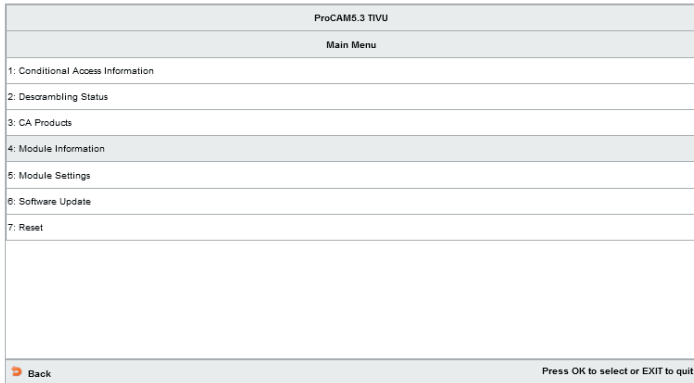 ProCAM5.3 TIVU
Main Menu
1: Conditional Access Information
2: Descrambling Status
3: CA Products
4: Module Information
5: Module Settings
6: Software Update
7: Reset
Back
Press OK to select or EXIT to quit